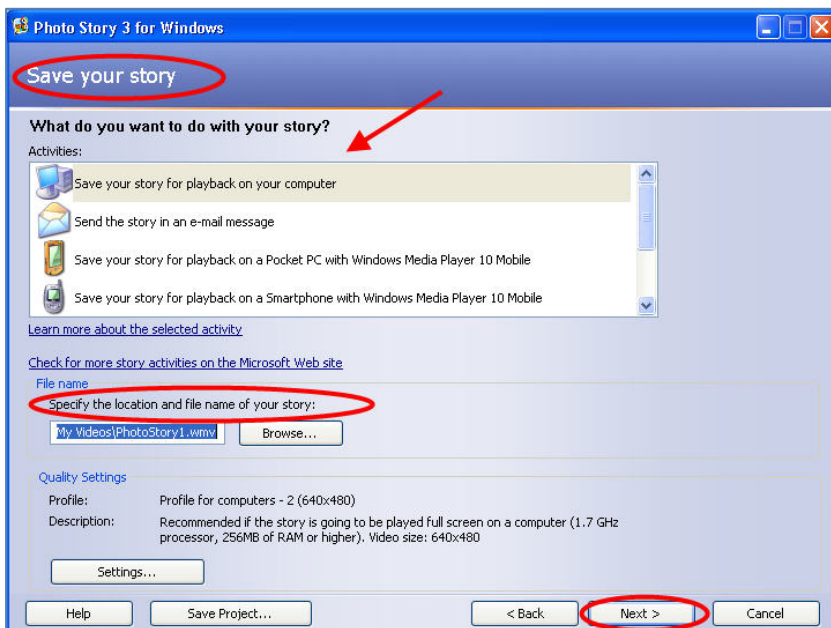 Photo Story 3 for Windows
Save your story
What do you want to do with your story?
Activities:
Save your story for playback on your computer
Send the story in an e-mail message
Save your story for playback on a Pocket PC with Windows Media Player 10 Mobile
Save your story for playback on a Smartphone with Windows Media Player 10 Mobile
Learn more about the selected activity
Check for more story activities on the Microsoft Web site
File name
Specify the location and file name of your story:
My Videos\PhotoStory1.wmv Browse...
Quality Settings
Profile: Profile for computers - 2 (640x480)
Description: Recommended if the story is going to be played full screen on a computer (1.7 GHz
processor, 256MB of RAM or higher). Video size: 640x480
Settings...
Help Save Project... < Back Next > Cancel